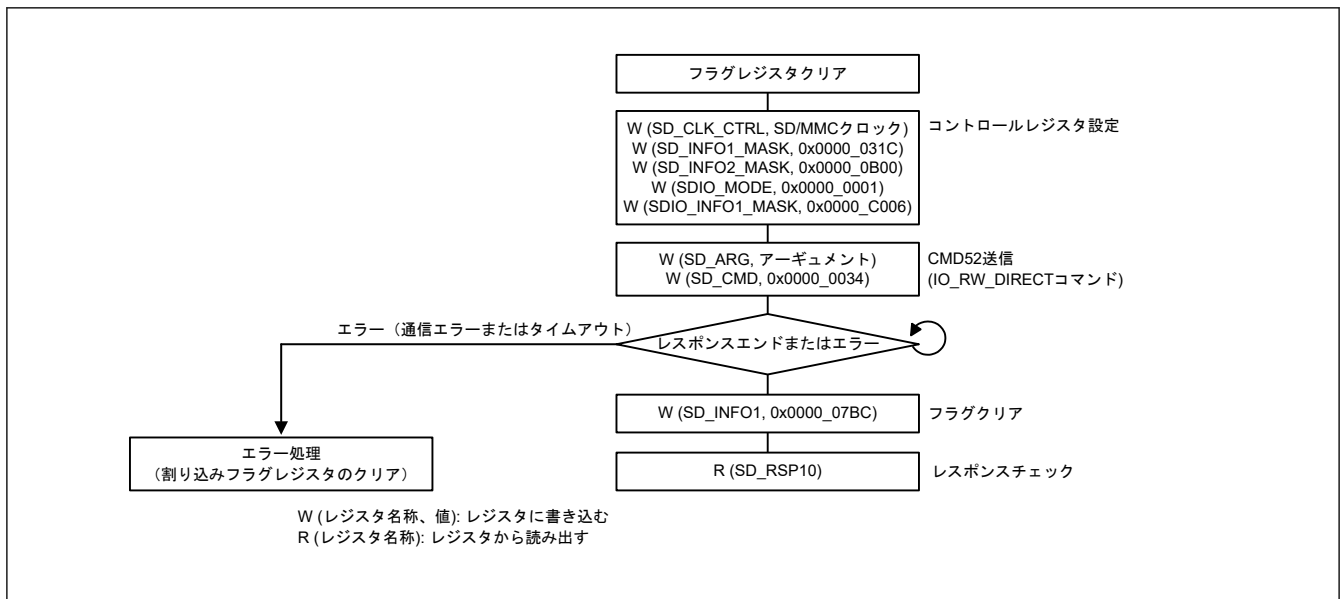 フラグレジスタクリア
W (SD_CLK_CTRL, SD/MMCクロック)
W (SD_INFO1_MASK, 0x0000_031C)
W (SD_INFO2_MASK, 0x0000_0B00)
W (SDIO_MODE, 0x0000_0001)
W (SDIO_INFO1_MASK, 0x0000_C006)
コントロールレジスタ設定
W (SD_ARG, アーギュメント)
W (SD_CMD, 0x0000_0034)
CMD52送信
(IO_RW_DIRECTコマンド)
エラー（通信エラーまたはタイムアウト）
レスポンスエンドまたはエラー
W (SD_INFO1, 0x0000_07BC)
フラグクリア
エラー処理
（割り込みフラグレジスタのクリア）
R (SD_RSP10)
レスポンスチェック
W (レジスタ名称、値): レジスタに書き込む
R (レジスタ名称): レジスタから読み出す